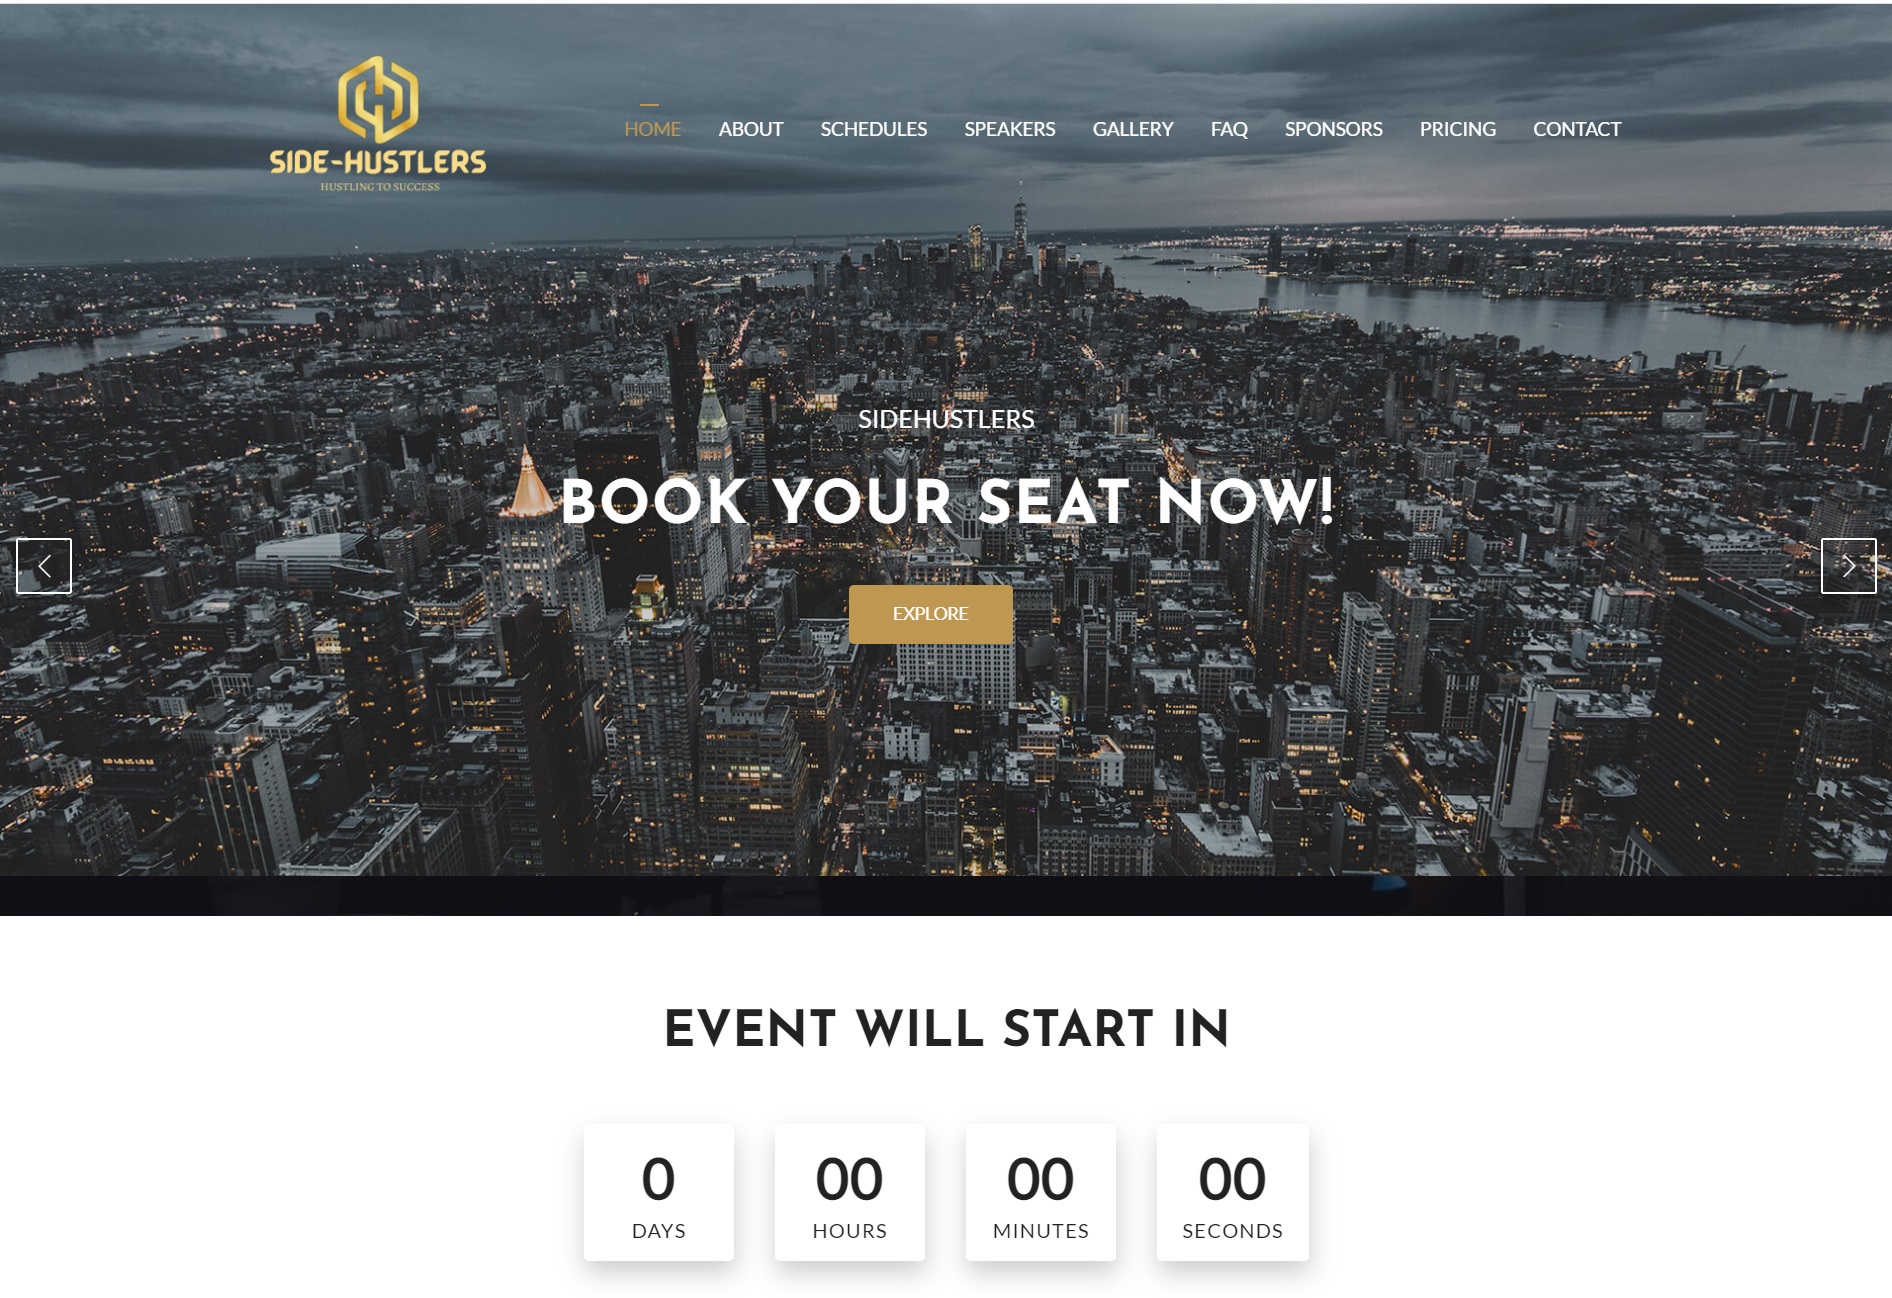 SIDE-HUSTLERS
HUSTLING TO SUCCESS
HOME ABOUT SCHEDULES SPEAKERS GALLERY FAQ SPONSORS PRICING CONTACT
SIDEHUSTLERS
BOOK YOUR SEAT NOW!
EXPLORE
EVENT WILL START IN
0 00 00 00
DAYS HOURS MINUTES SECONDS